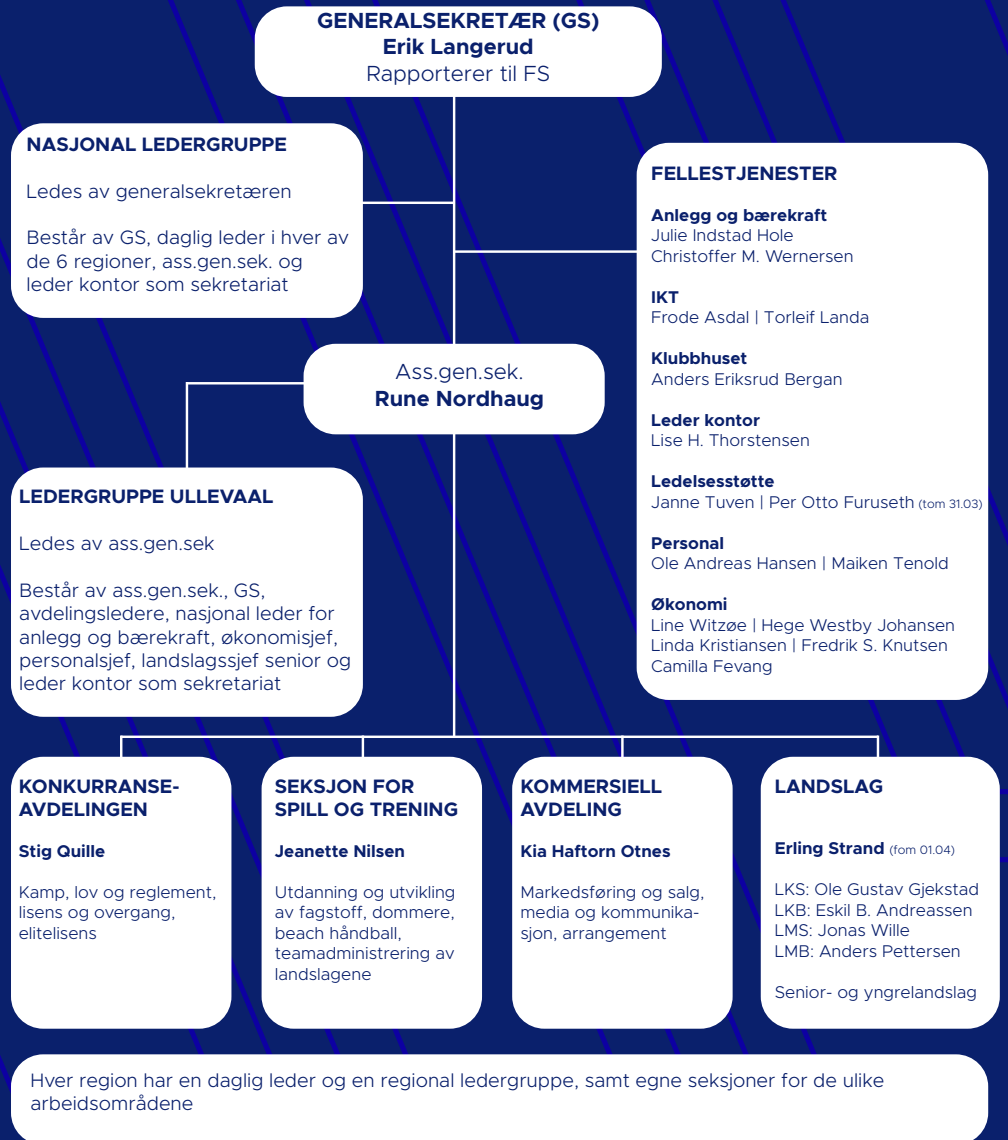 GENERALSEKRETÆR (GS)
Erik Langerud
Rapporterer til FS
NASJONAL LEDERGRUPPE
Ledes av generalsekretæren
Består av GS, daglig leder i hver av
de 6 regioner, ass.gen.sek. og
leder kontor som sekretariat
FELLESTJENESTER
Anlegg og bærekraft
Julie Indstad Hole
Christoffer M. Wernersen
IKT
Frode Asdal | Torleif Landa
Klubbhuset
Anders Eriksrud Bergan
Leder kontor
Lise H. Thorstensen
Ledelsesstøtte
Janne Tuven | Per Otto Furuseth (tom 31.03)
Personal
Ole Andreas Hansen | Maiken Tenold
Økonomi
Line Witzøe | Hege Westby Johansen
Linda Kristiansen | Fredrik S. Knutsen
Camilla Fevang
Ass.gen.sek.
Rune Nordhaug
LEDERGRUPPE ULLEVAAL
Ledes av ass.gen.sek
Består av ass.gen.sek., GS,
avdelingsledere, nasjonal leder for
anlegg og bærekraft, økonomisjef,
personalsjef, landslagssjef senior og
leder kontor som sekretariat
KONKURRANSE-
AVDELINGEN
Stig Quille
Kamp, lov og reglement,
lisens og overgang,
elitelisens
SEKSJON FOR
SPILL OG TRENING
Jeanette Nilsen
Utdanning og utvikling
av fagstoff, dommere,
beach håndball,
teamadministrering av
landslagene
KOMMERSIELL
AVDELING
Kia Haftorn Otnes
Markedsføring og salg,
media og kommunika-
sjon, arrangement
LANDSLAG
Erling Strand (fom 01.04)
LKS: Ole Gustav Gjekstad
LKB: Eskil B. Andreassen
LMS: Jonas Wille
LMB: Anders Pettersen
Senior- og yngrelandslag
Hver region har en daglig leder og en regional ledergruppe, samt egne seksjoner for de ulike
arbeidsområdene